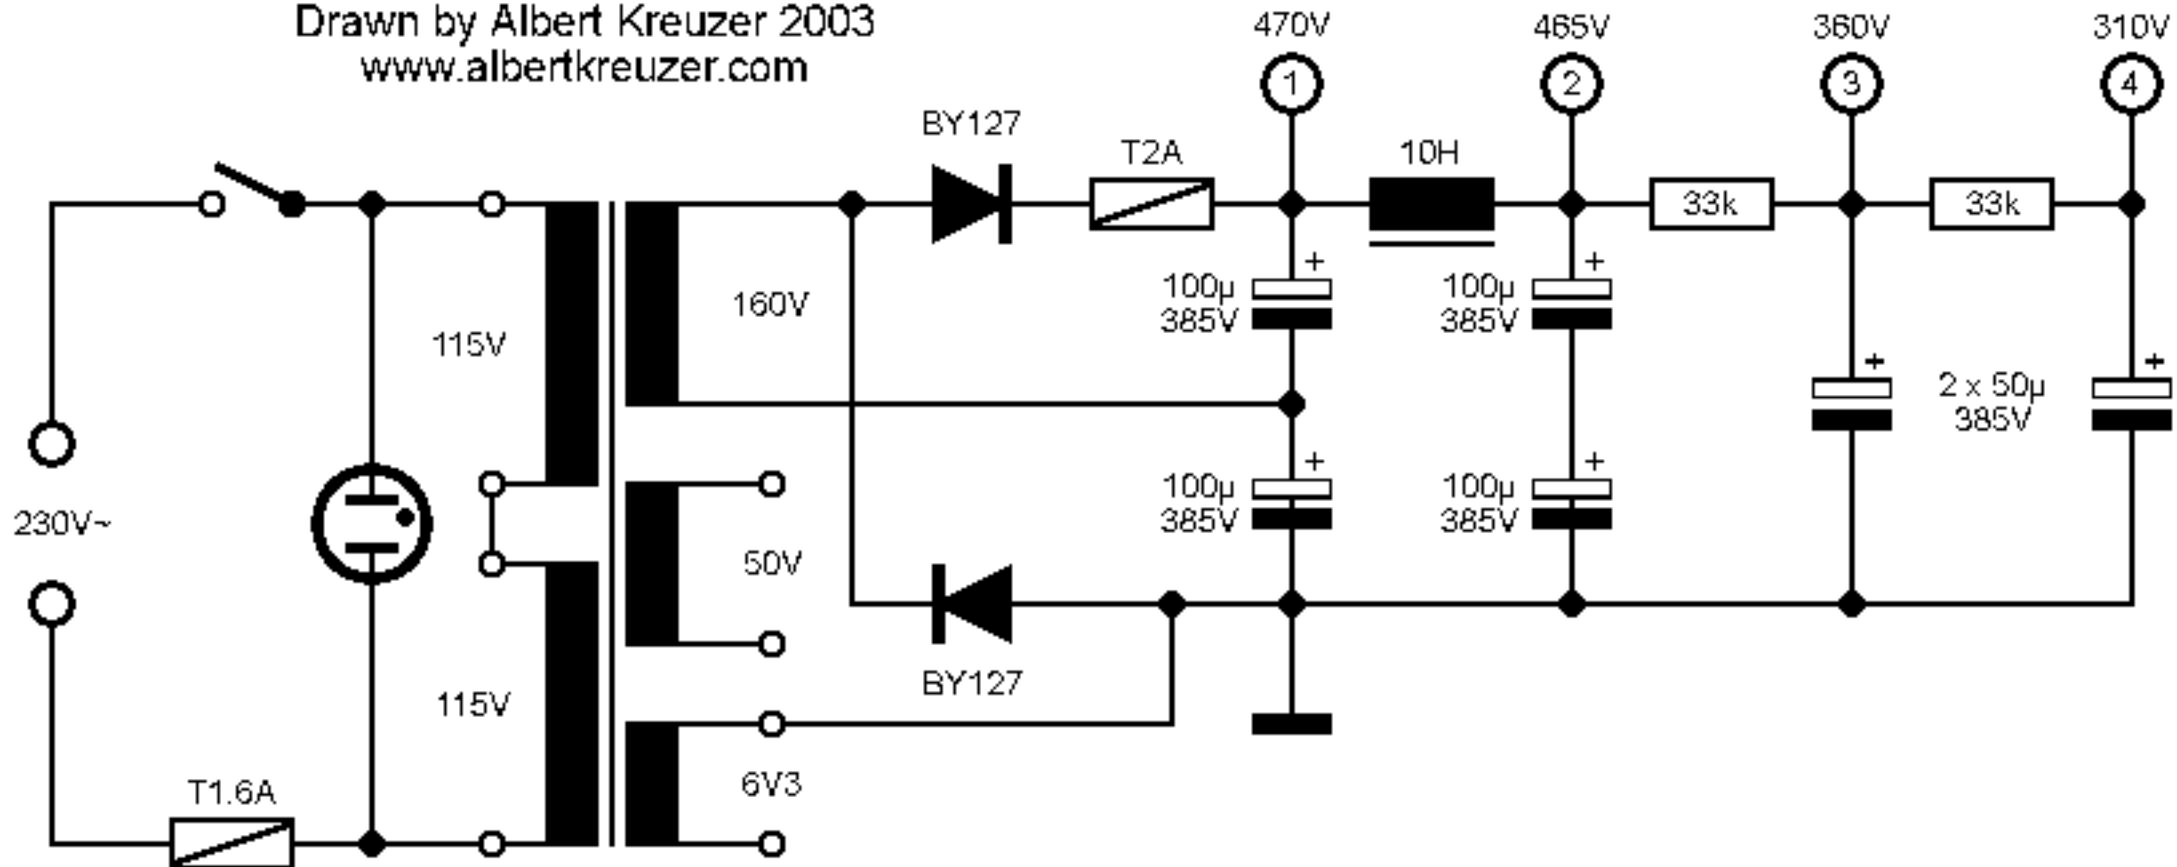 Drawn by Albert Kreuzer 2003
www.albertkreuzer.com
470V
465V
360V
310V
1
2
3
4
BY127
T2A
10H
33k
33k
160V
115V
100µ
385V
+
100µ
385V
+
2 x 50µ
385V
+
+
230V~
50V
100µ
385V
+
100µ
385V
+
BY127
115V
6V3
T1.6A